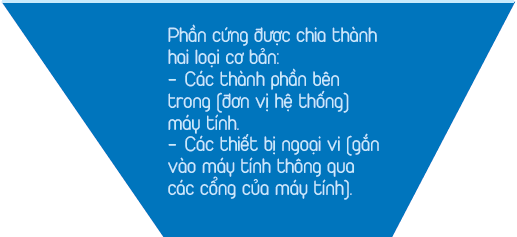 Phần cứng được chia thành
hai loại cơ bản:
- Các thành phần bên
trong (đơn vị hệ thống)
máy tính.
- Các thiết bị ngoại vi (gắn
vào máy tính thông qua
các cổng của máy tính).